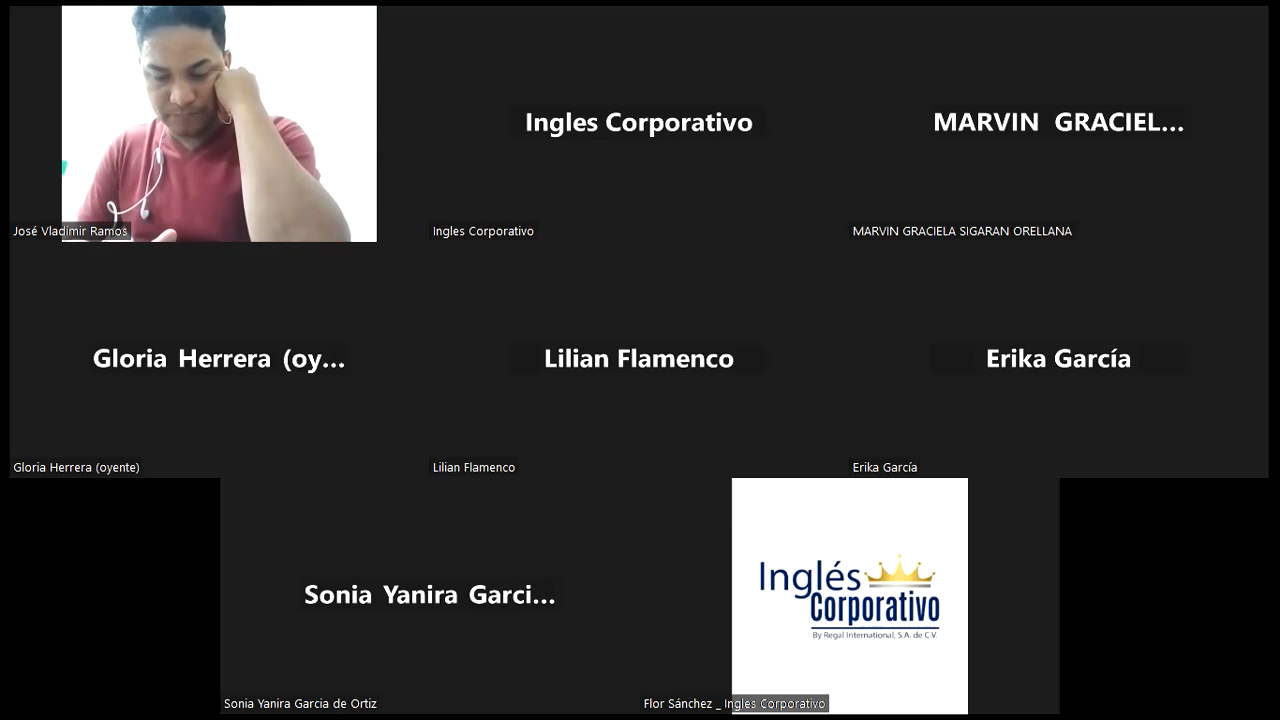 Ingles Corporativo
MARVIN GRACIEL...
José Vladimir Ramos
Ingles Corporativo
MARVIN GRACIELA SIGARAN ORELLANA
Gloria Herrera (oy...
Lilian Flamenco
Erika García
Gloria Herrera (oyente)
Lilian Flamenco
Erika García
Sonia Yanira Garci...
Inglés
Corporativo
By Regal International, S.A. de C.V.
Sonia Yanira Garcia de Ortiz
Flor Sánchez _ Ingles Corporativo